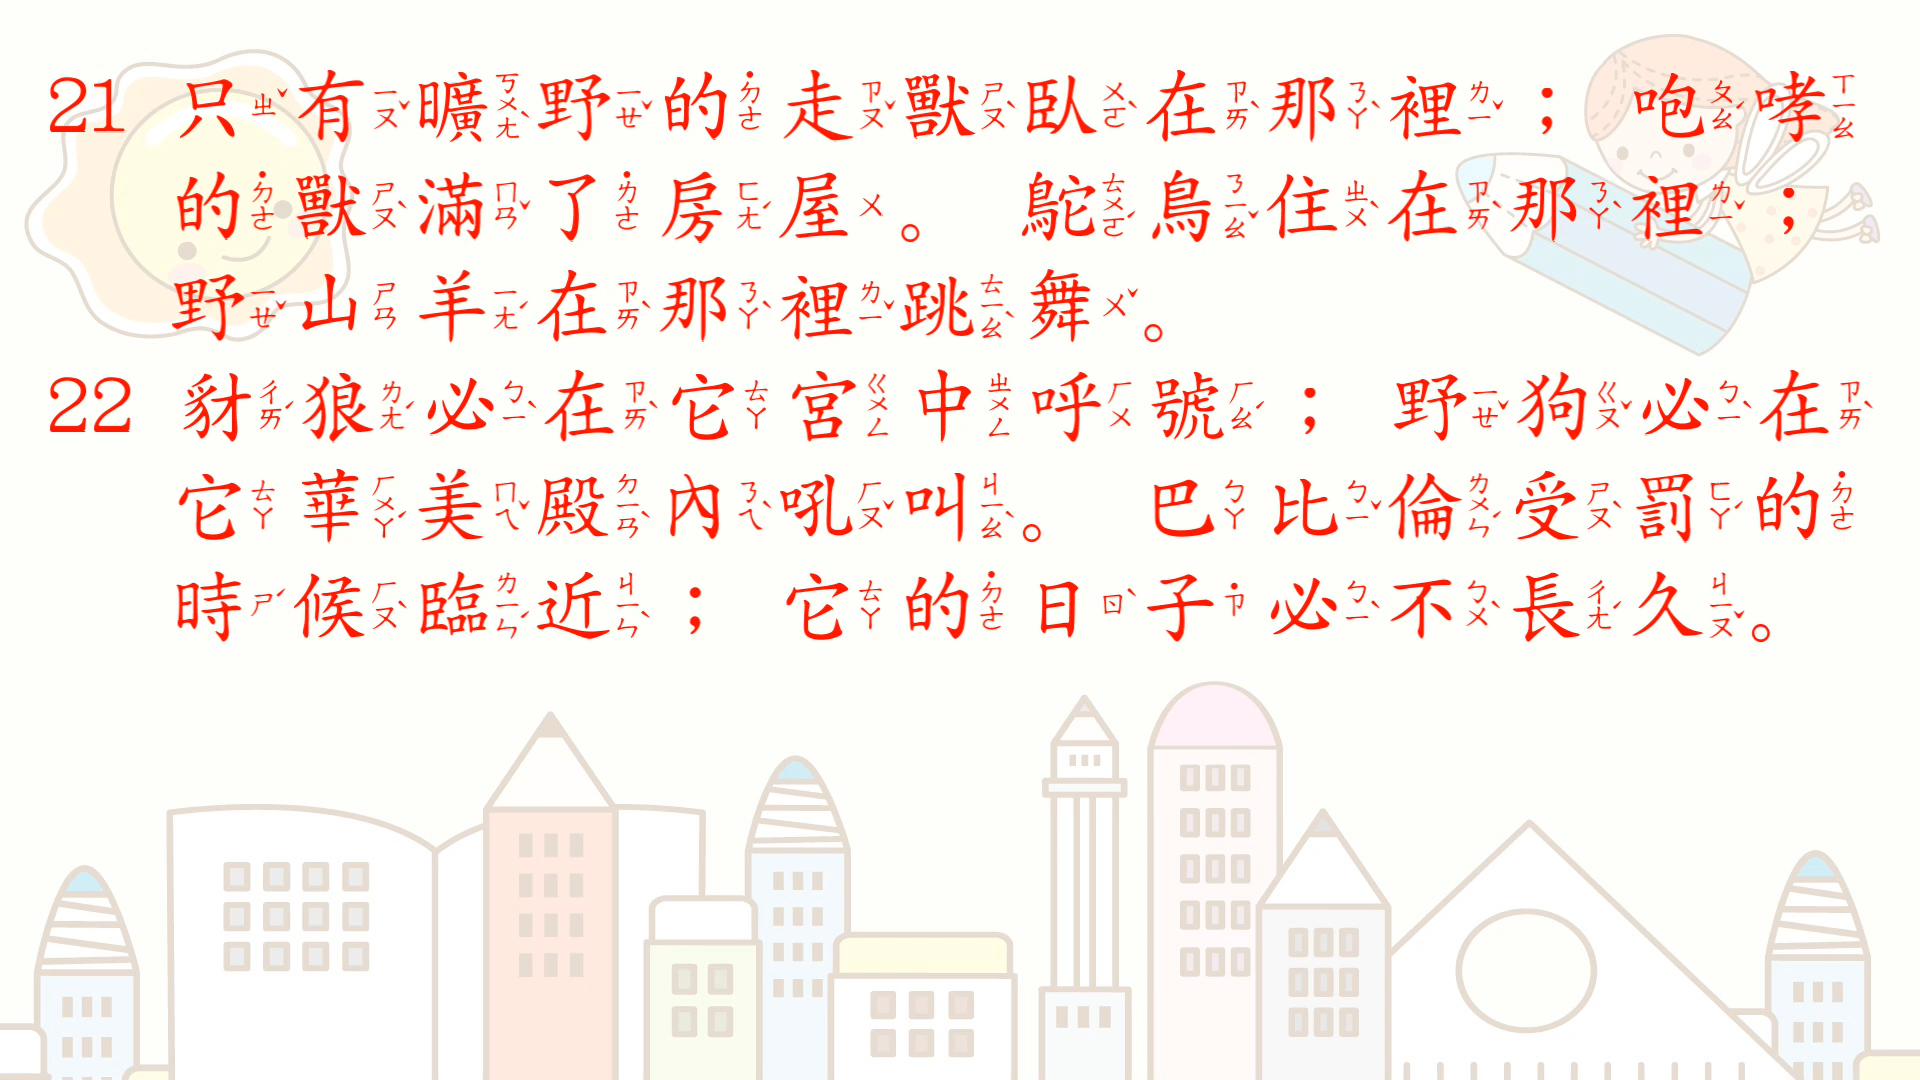 21 只有曠野的走獸臥在那裡；咆哮
的獸滿了房屋。 鴕鳥住在那裡；
野山羊在那裡跳舞。
22 豺狼必在它宮中呼號；野狗必在
它華美殿內吼叫。 巴比倫受罰的
時候臨近；它的日子必不長久。